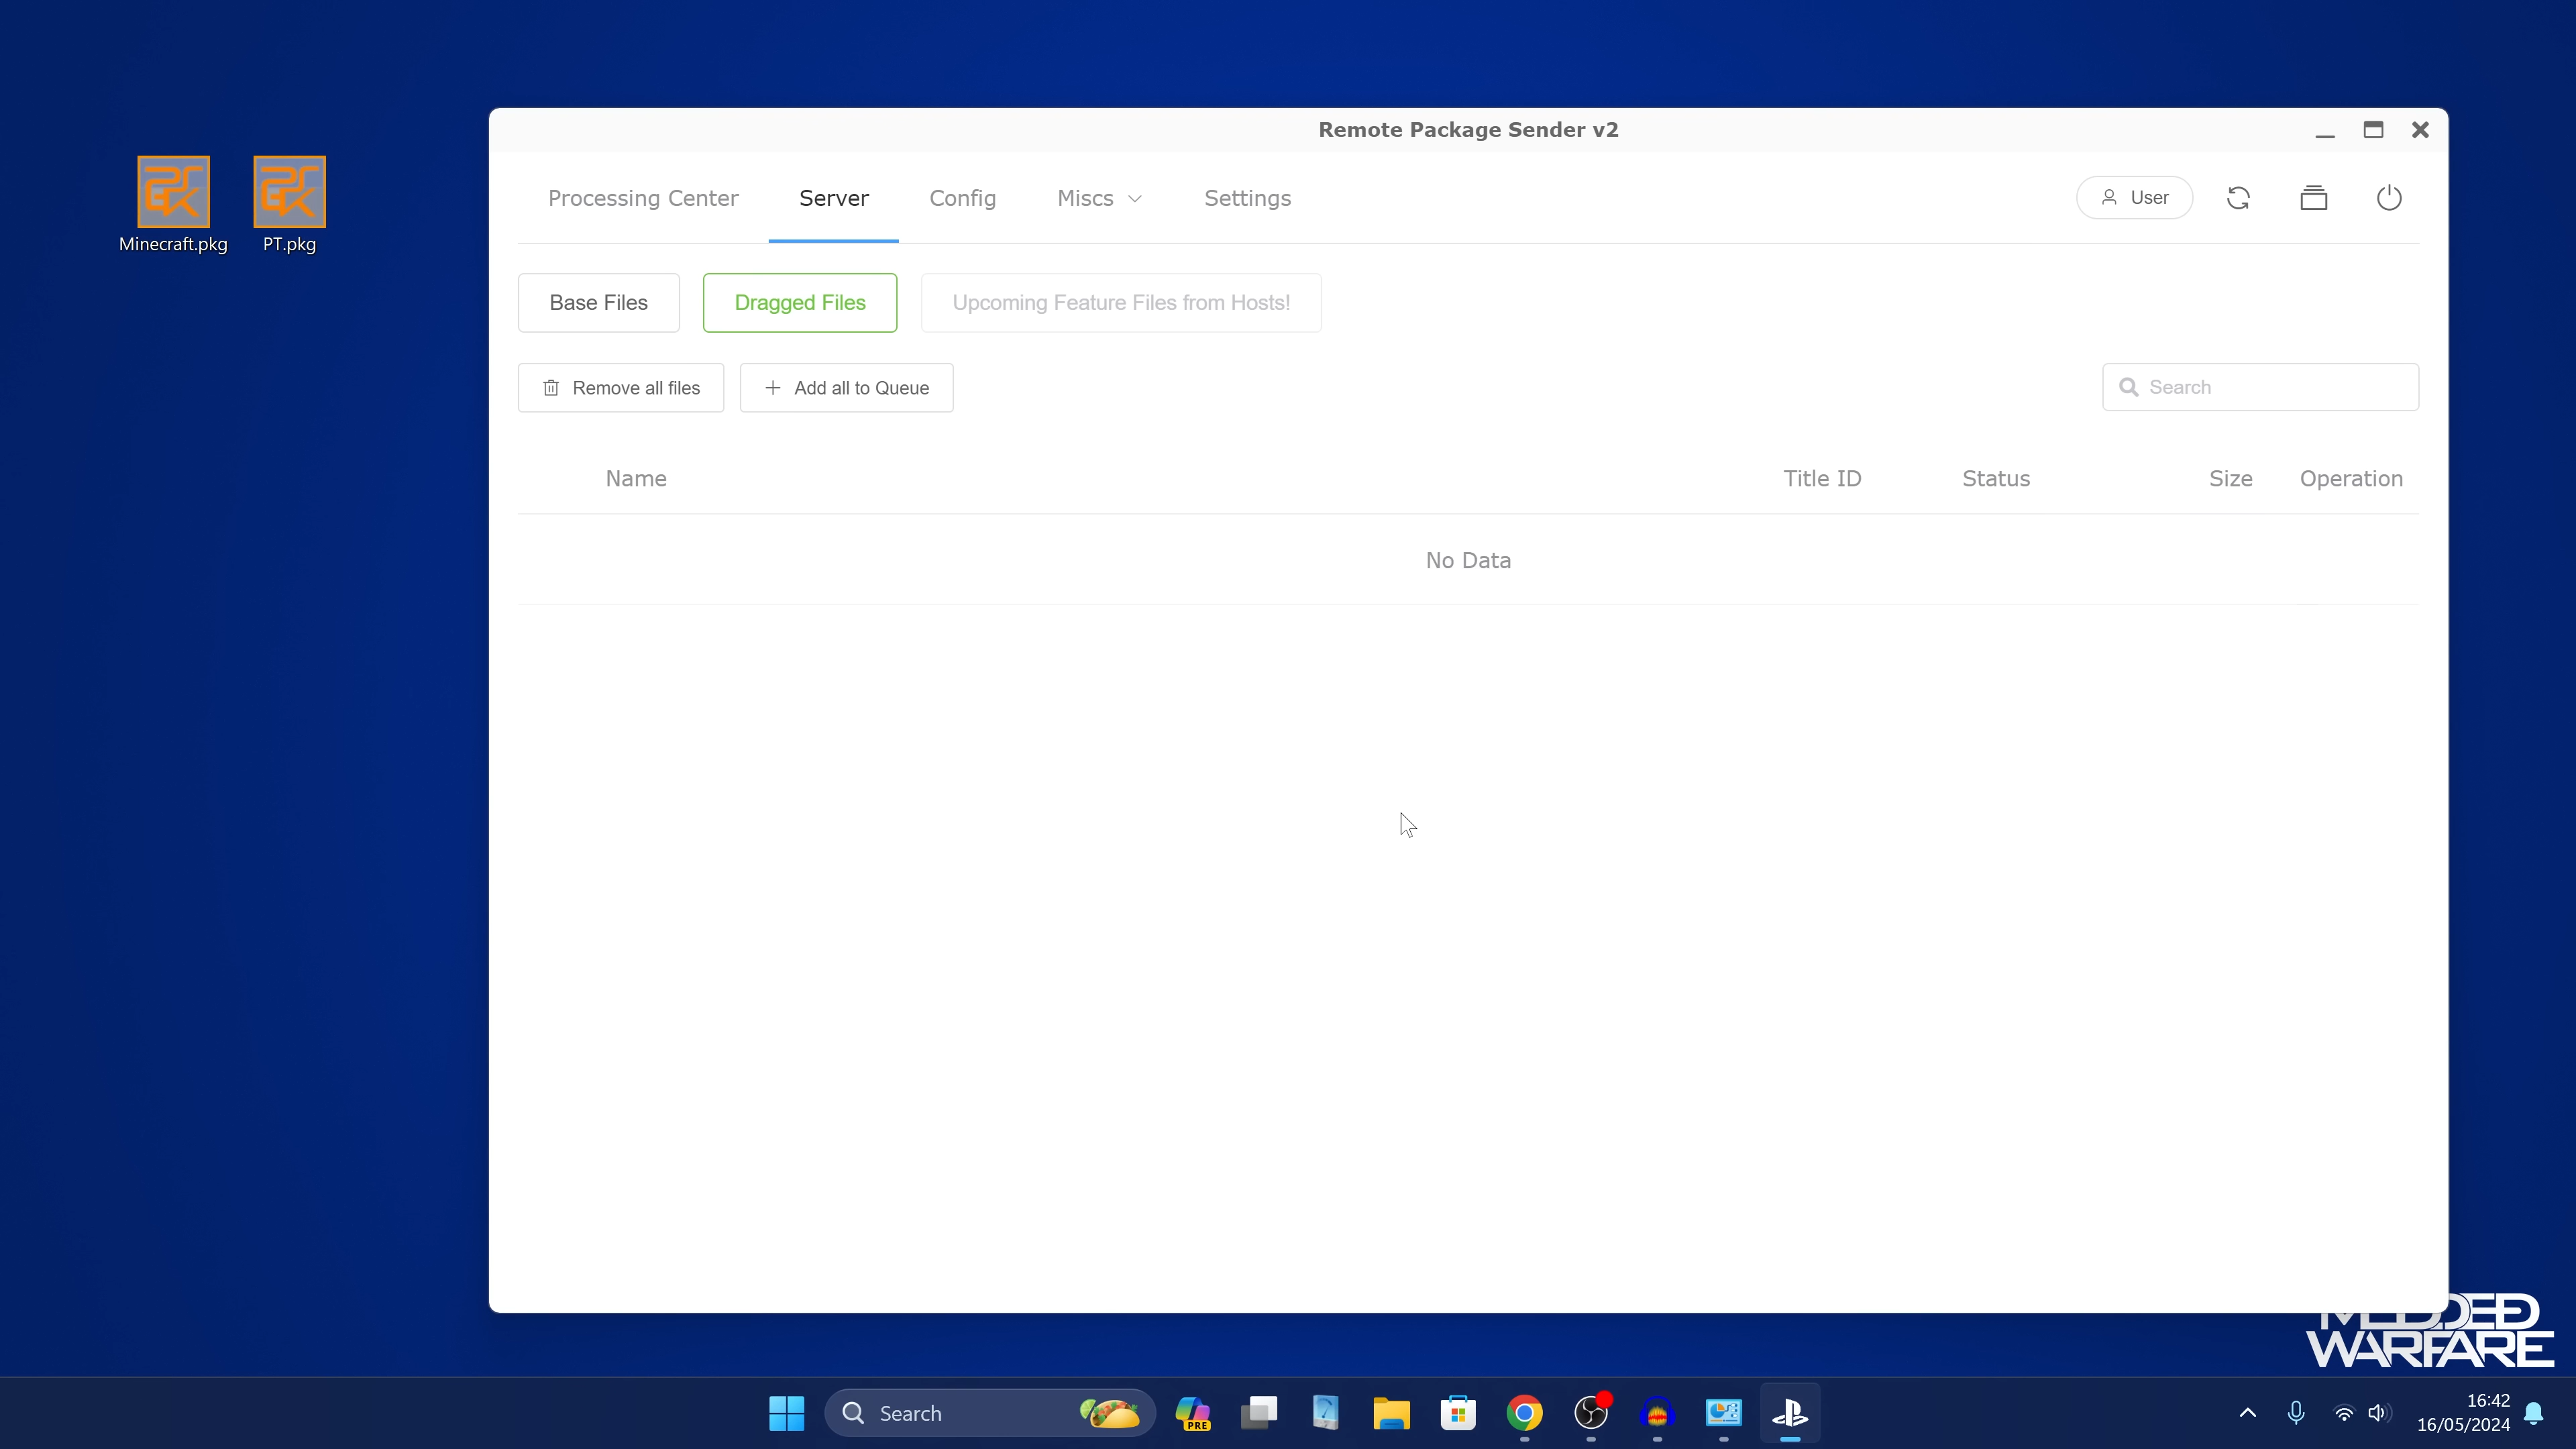 Remote Package Sender v2
Minecraft.pkg
PT.pkg
Processing Center
Server
Config
Miscs
Settings
User
Base Files
Dragged Files
Upcoming Feature Files from Hosts!
Remove all files
Add all to Queue
Search
Name
Title ID
Status
Size
Operation
No Data
MODDED
WARFARE
Search
PRE
16:42
16/05/2024